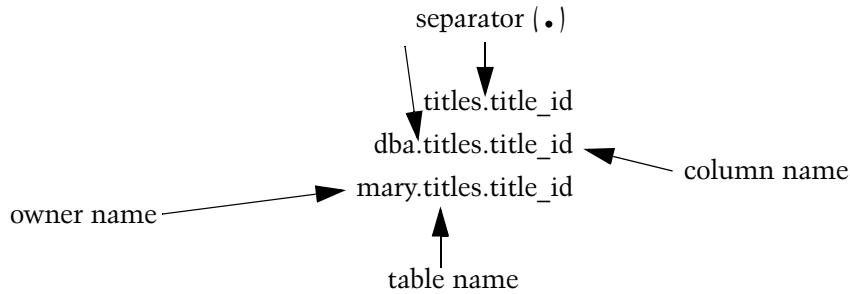 separator (.)
titles.title_id
dba.titles.title_id
column name
mary.titles.title_id
owner name
table name